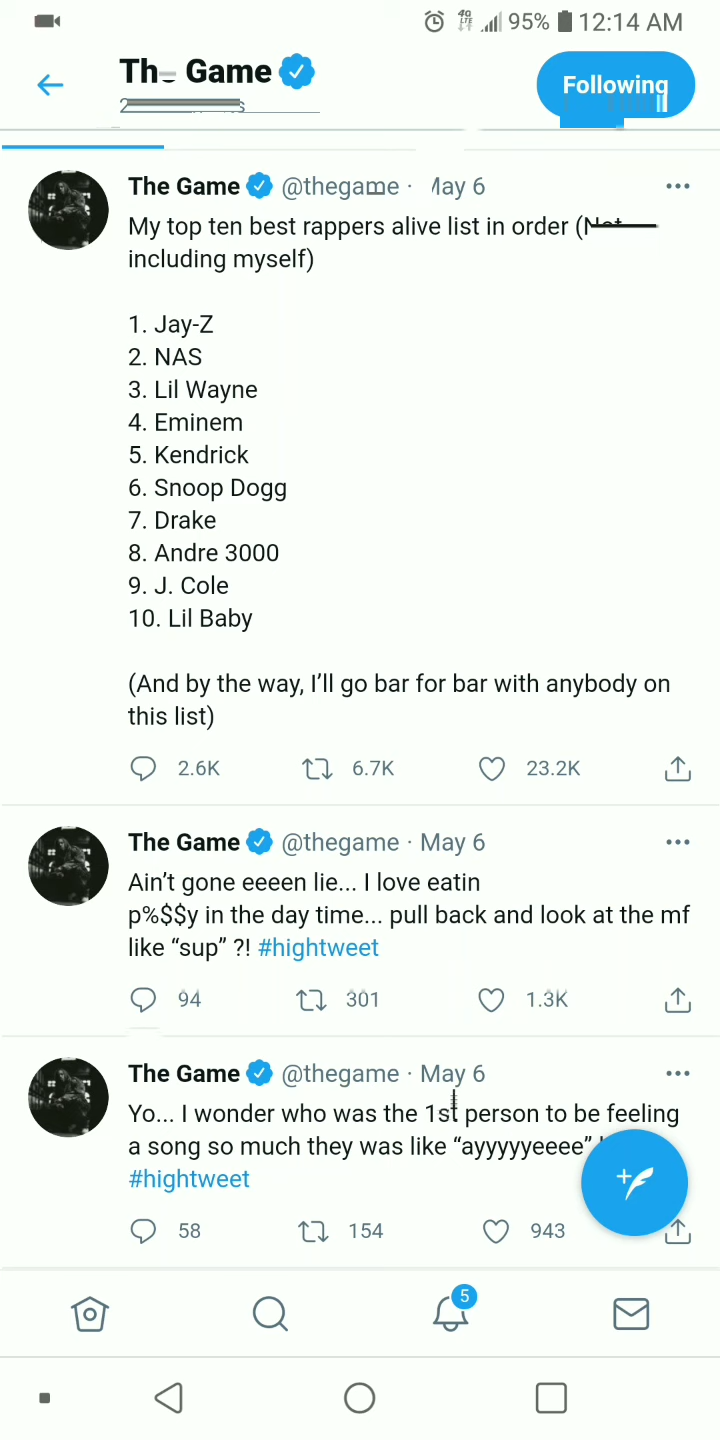 95% 12:14 AM
The Game
Following
The Game @thegame · May 6
My top ten best rappers alive list in order (Not
including myself)
1. Jay-Z
2. NAS
3. Lil Wayne
4. Eminem
5. Kendrick
6. Snoop Dogg
7. Drake
8. Andre 3000
9. J. Cole
10. Lil Baby
(And by the way, I’ll go bar for bar with anybody on
this list)
2.6K 6.7K 23.2K
The Game @thegame · May 6
Ain’t gone eeeen lie... I love eatin
p%$$y in the day time... pull back and look at the mf
like “sup” ?! #hightweet
94 301 1.3K
The Game @thegame · May 6
Yo... I wonder who was the 1st person to be feeling
a song so much they was like “ayyyyyeeee”
#hightweet
58 154 943
5